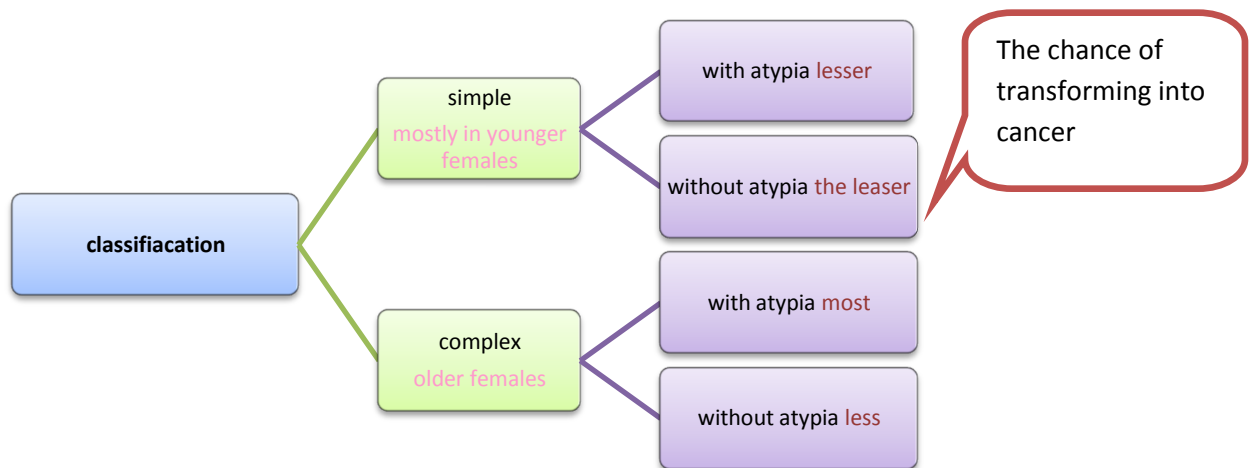 classifiacation
simple
mostly in younger
females
with atypia lesser
without atypia the leaser
complex
older females
with atypia most
without atypia less
The chance of
transforming into
cancer